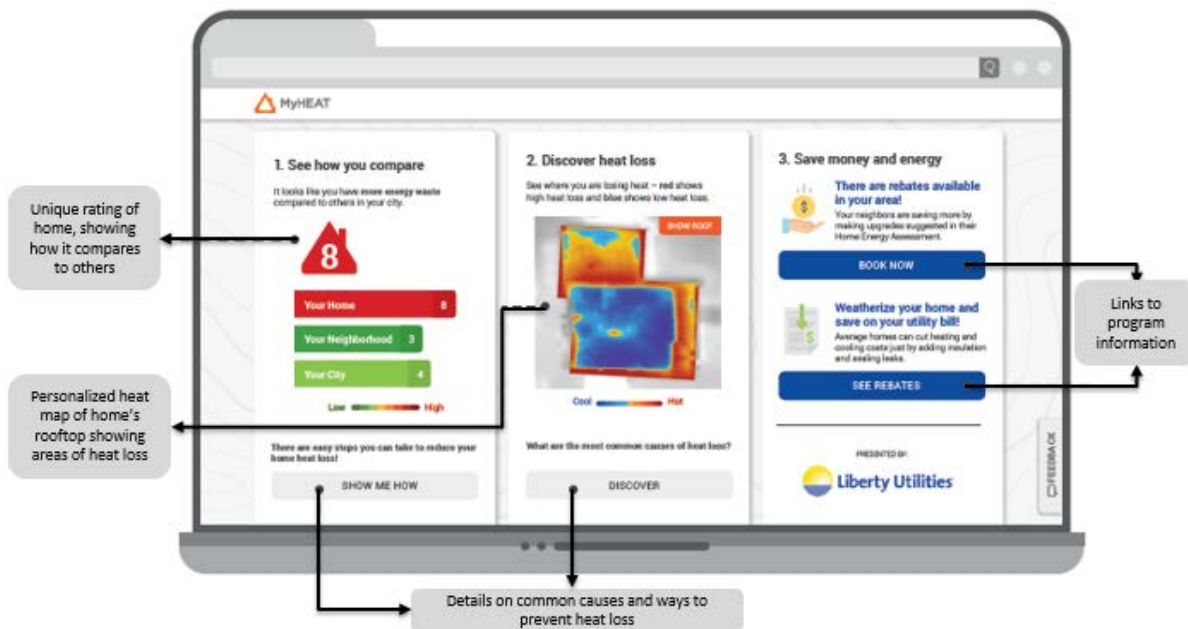 MyHEAT
1. See how you compare
It looks like you have more energy waste
compared to others in your city.
8
Your Home 8
Your Neighborhood 3
Your City 4
Low High
There are easy steps you can take to reduce your
home heat loss!
SHOW ME HOW
2. Discover heat loss
See where you are losing heat – red shows
high heat loss and blue shows low heat loss.
SHOW ROOF
Cool Hot
What are the most common causes of heat loss?
DISCOVER
3. Save money and energy
There are rebates available
in your area!
Your neighbors are saving more by
making upgrades suggested in their
Home Energy Assessment.
BOOK NOW
Weatherize your home and
save on your utility bill!
Average homes can cut heating and
cooling costs just by adding insulation
and sealing leaks.
SEE REBATES
PRESENTED BY:
Liberty Utilities
FEEDBACK
Unique rating of
home, showing
how it compares
to others
Personalized heat
map of home's
rooftop showing
areas of heat loss
Links to
program
information
Details on common causes and ways to
prevent heat loss